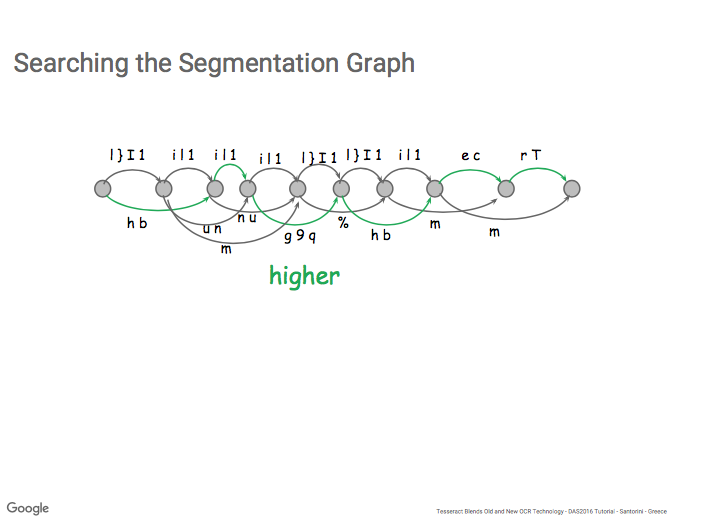 Searching the Segmentation Graph
l}I1 il1 il1 il1 l}I1 l}I1 il1 ec rT
hb un nu m g9q % hb m m
higher
Google
Tesseract Blends Old and New OCR Technology - DAS2016 Tutorial - Santorini - Greece